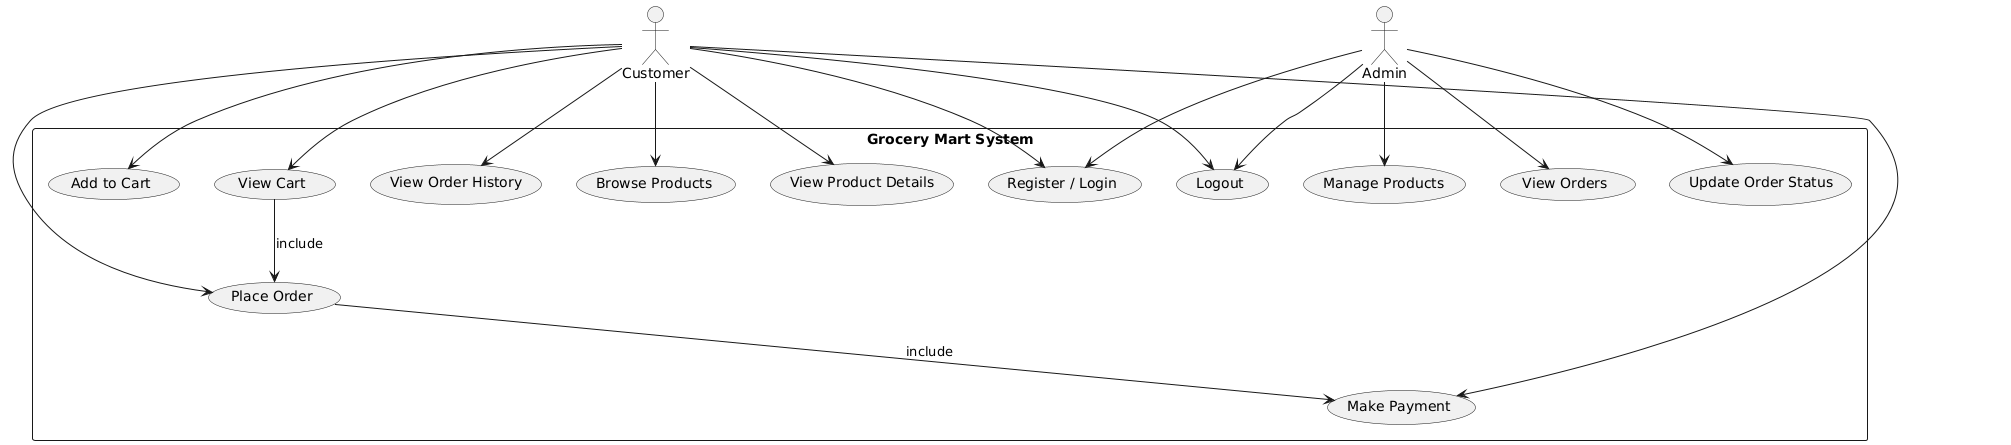 Customer
Admin
Grocery Mart System
Add to Cart
View Cart
View Order History
Browse Products
View Product Details
Register / Login
Logout
Manage Products
View Orders
Update Order Status
include
Place Order
include
Make Payment